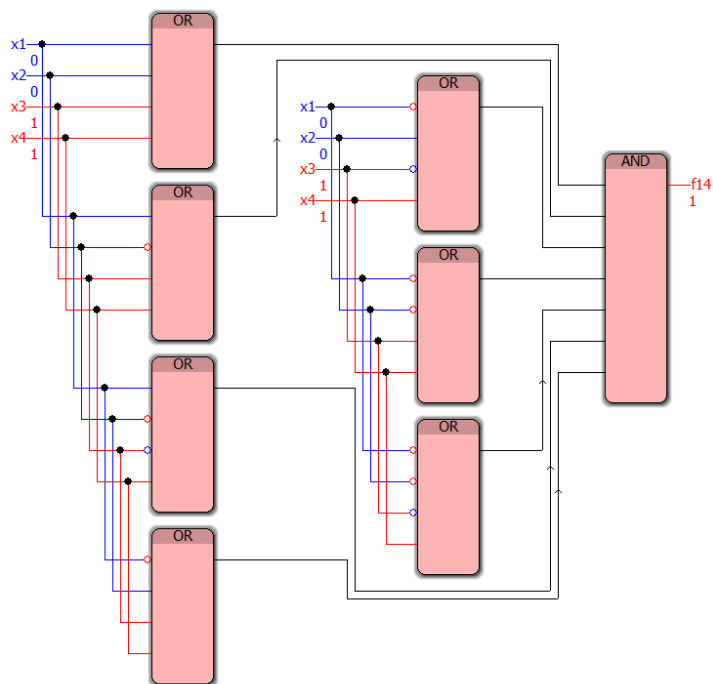 OR
x1
0
x2
0
x3
1
x4
1
OR
OR
OR
OR
x1
0
x2
0
x3
1
x4
1
OR
OR
AND
f14
1